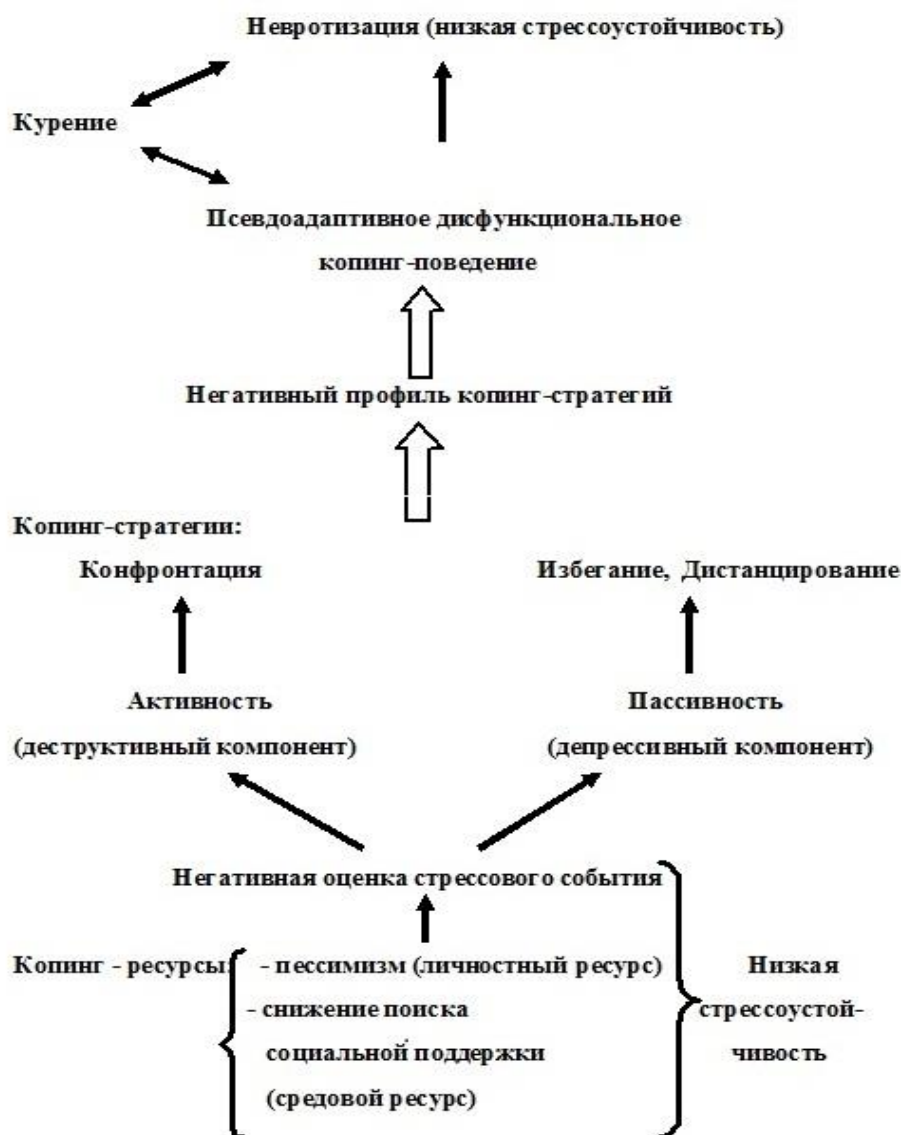 Невротизация (низкая стрессоустойчивость)
Курение
Псевдоадаптивное дисфункциональное
копинг-поведение
Негативный профиль копинг-стратегий
Копинг-стратегии:
Конфронтация
Избегание, Дистанцирование
Активность
(деструктивный компонент)
Пассивность
(депрессивный компонент)
Негативная оценка стрессового события
Копинг - ресурсы:
- пессимизм (личностный ресурс)
- снижение поиска
социальной поддержки
(средовой ресурс)
Низкая
стрессоустой-
чивость